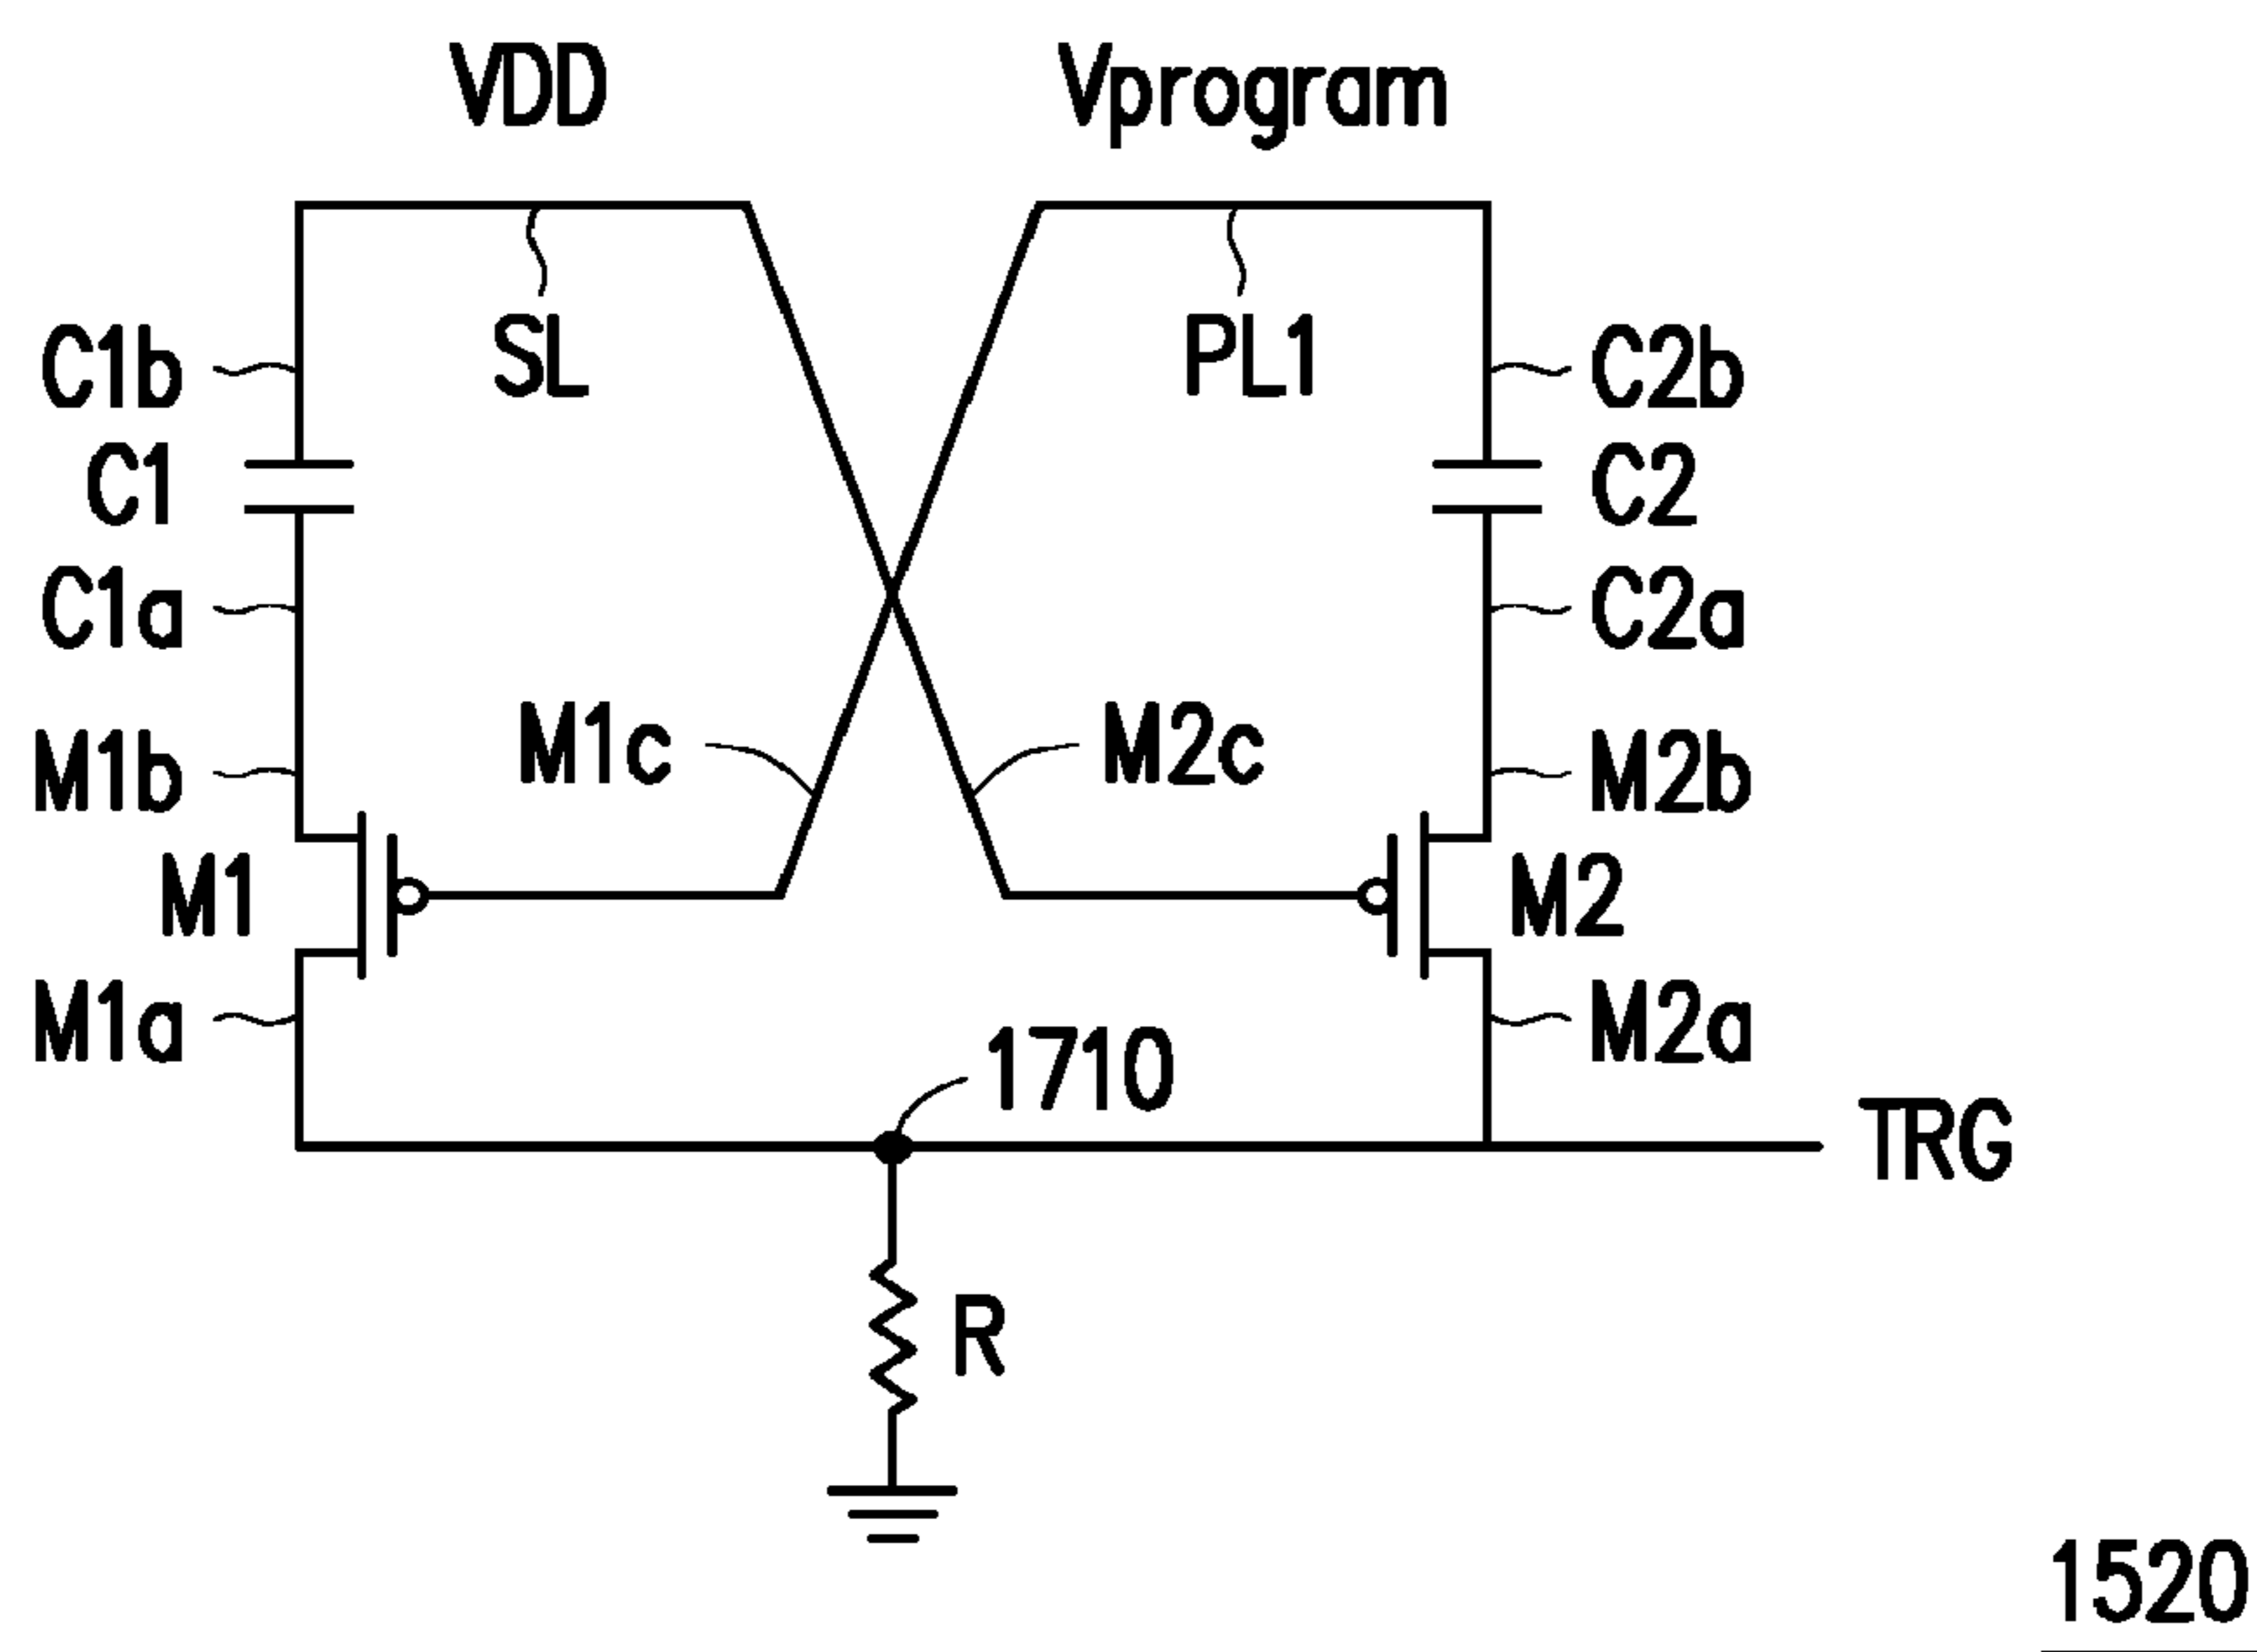 VDD Vprogram
SL PL1
C1b C2b
C1 C2
C1a C2a
M1c M2c
M1b M2b
M1 M2
M1a M2a
1710
TRG
R
1520